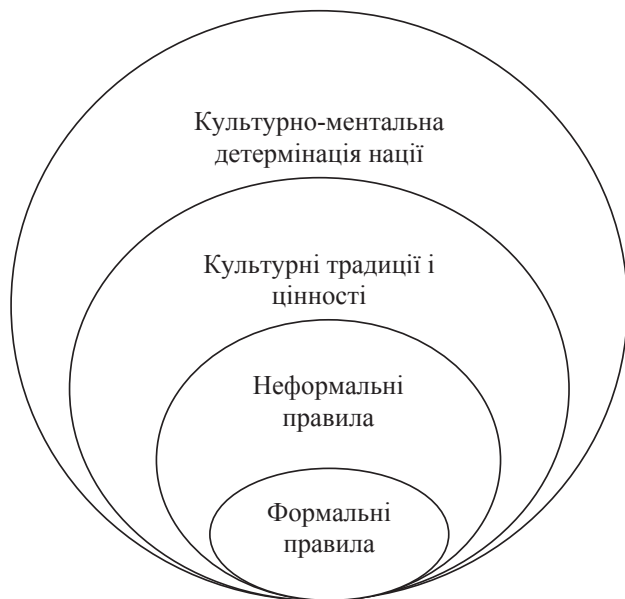 Культурно-ментальна
детермінація нації
Культурні традиції і
цінності
Неформальні
правила
Формальні
правила